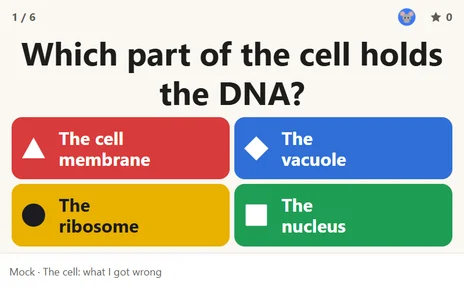 1 / 6
0
Which part of the cell holds
the DNA?
The cell
membrane
The
vacuole
The
ribosome
The
nucleus
Mock · The cell: what I got wrong